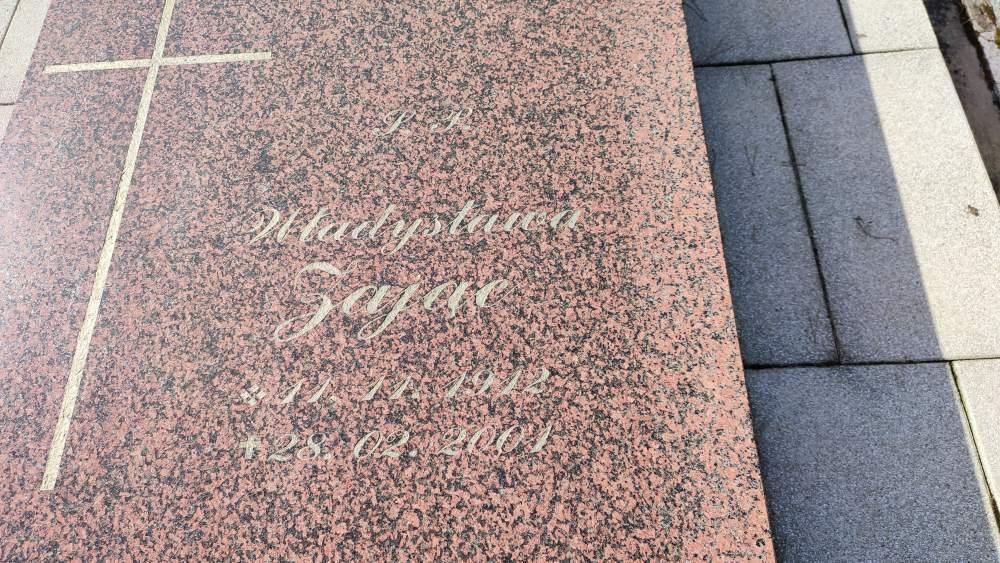 Ś. P.
Władysława
Zając
11. 11. 1912
28. 02. 2001